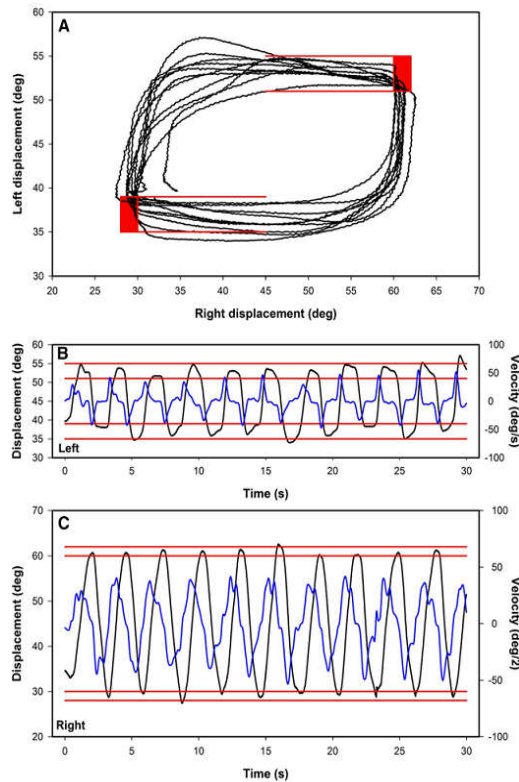 A
Left displacement (deg)
60
55
50
45
40
35
30
20 25 30 35 40 45 50 55 60 65 70
Right displacement (deg)
B
Displacement (deg)
60
55
50
45
40
35
30
Left
100
50
0
-50
-100
Velocity (deg/s)
0 5 10 15 20 25 30
Time (s)
C
Displacement (deg)
70
60
50
40
30
20
Right
100
50
0
-50
-100
Velocity (deg/2)
0 5 10 15 20 25 30
Time (s)